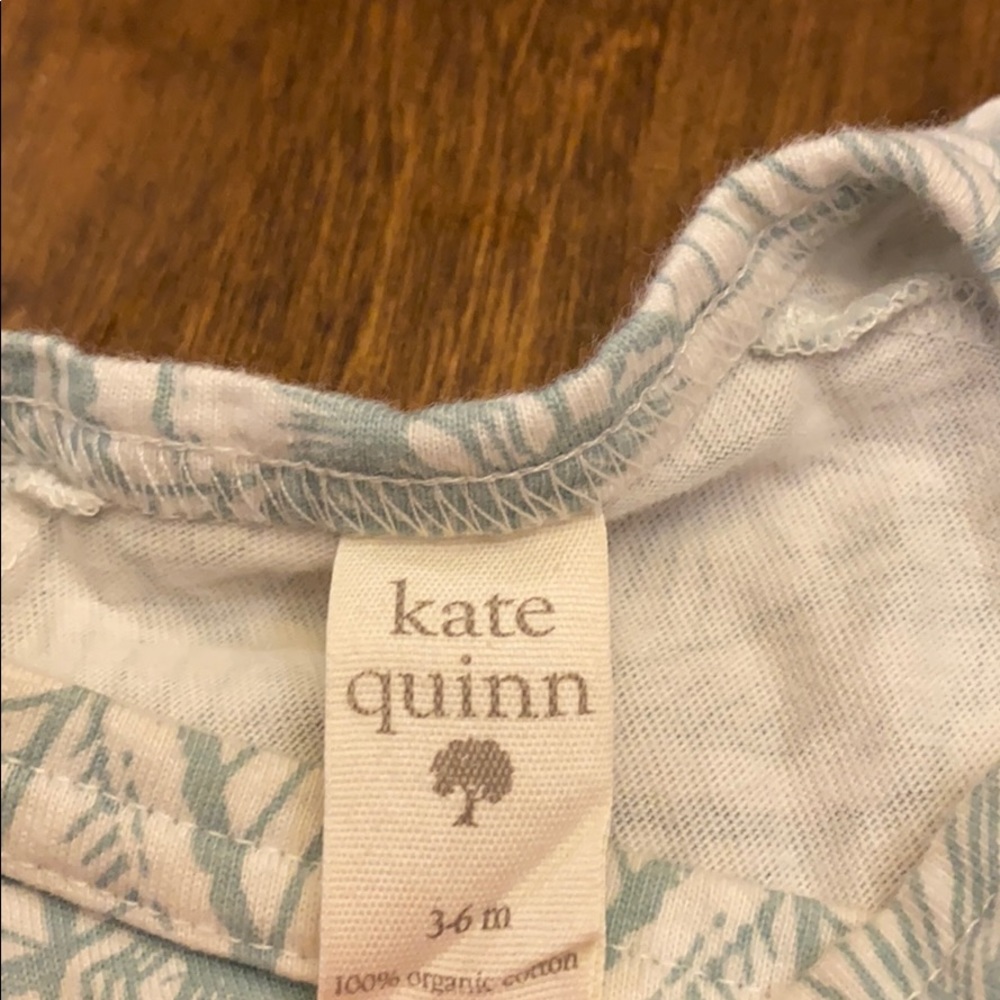 kate
quinn
3-6 m
100% organic cotton